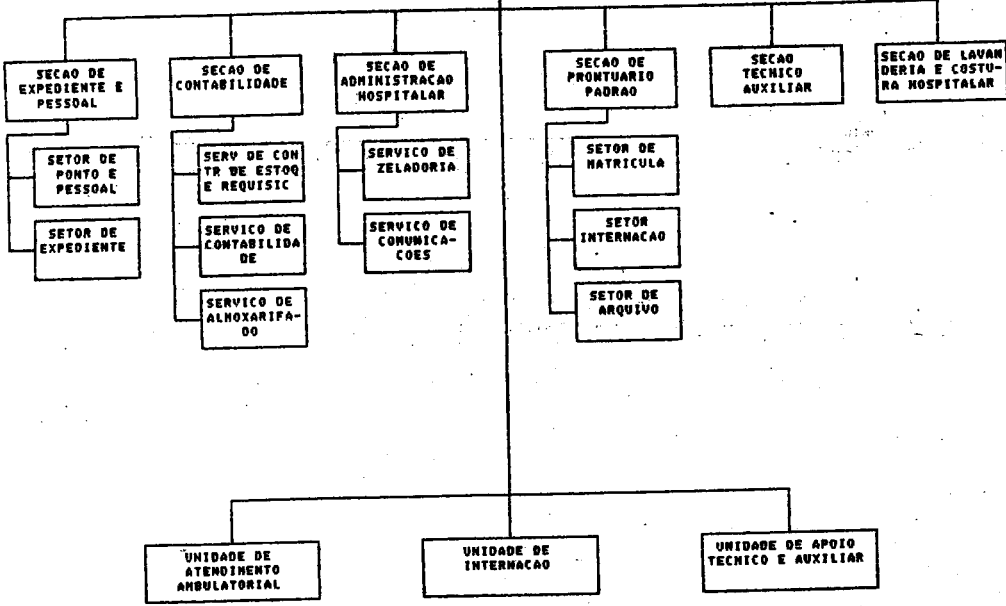 SECAO DE
EXPEDIENTE E
PESSOAL
SECAO DE
CONTABILIDADE
SECAO DE
ADMINISTRACAO
HOSPITALAR
SECAO DE
PRONTUARIO
PADRAO
SECAO
TECNICO
AUXILIAR
SECAO DE LAVAN
DERIA E COSTU-
RA HOSPITALAR
SETOR DE
PONTO E
PESSOAL
SETOR DE
EXPEDIENTE
SERV DE CON
TR DE ESTOQ
E REQUISIC
SERVICO DE
CONTABILIDA
DE
SERVICO DE
ALMOXARIFA-
DO
SERVICO DE
ZELADORIA
SERVICO DE
COMUNICA-
COES
SETOR DE
MATRICULA
SETOR
INTERNACAO
SETOR DE
ARQUIVO
UNIDADE DE
ATENDIMENTO
AMBULATORIAL
UNIDADE DE
INTERNACAO
UNIDADE DE APOIO
TECNICO E AUXILIAR